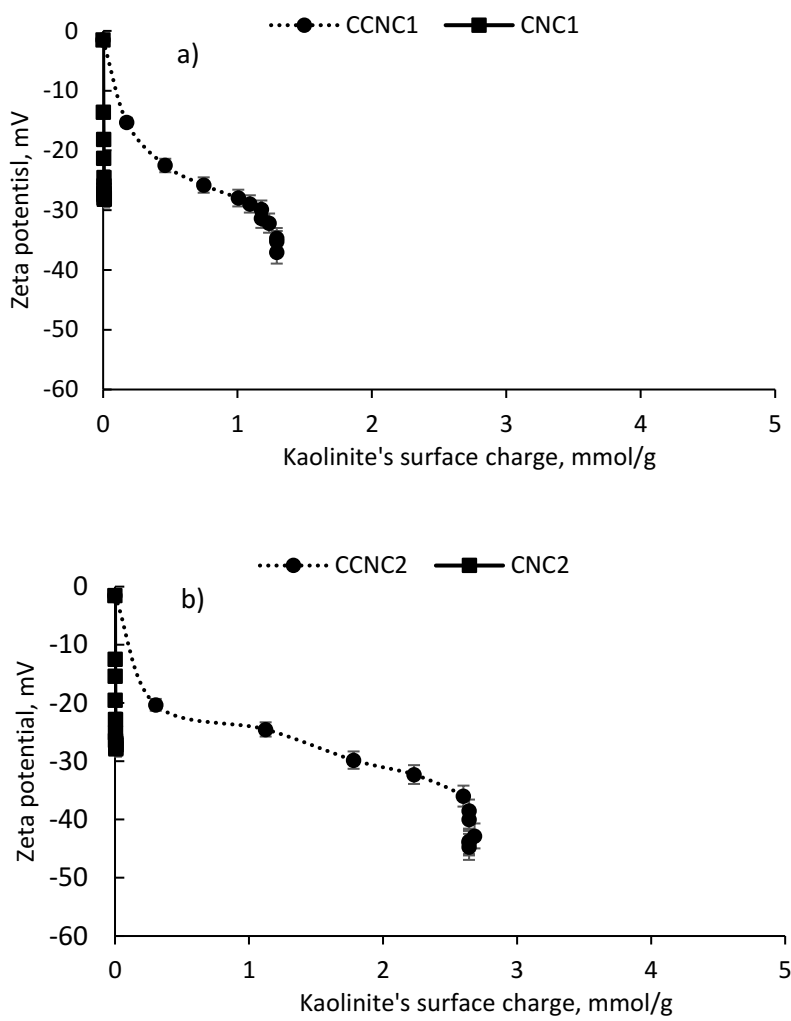 CCNC1 CNC1
a)
0
-10
-20
-30
-40
-50
-60
Zeta potentisl, mV
0 1 2 3 4 5
Kaolinite's surface charge, mmol/g
CCNC2 CNC2
b)
0
-10
-20
-30
-40
-50
-60
Zeta potential, mV
0 1 2 3 4 5
Kaolinite's surface charge, mmol/g